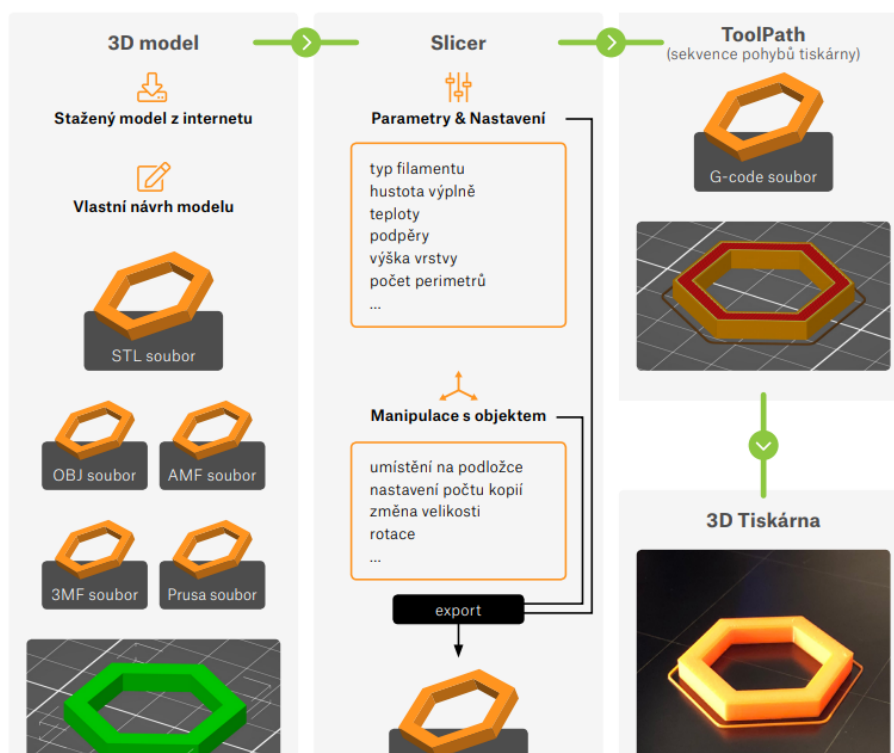 3D model
Stažený model z internetu
Vlastní návrh modelu
STL soubor
OBJ soubor
AMF soubor
3MF soubor
Prusa soubor
Slicer
Parametry & Nastavení
typ filamentu
hustota výplně
teploty
podpěry
výška vrstvy
počet perimetrů
...
Manipulace s objektem
umístění na podložce
nastavení počtu kopií
změna velikosti
rotace
...
export
ToolPath
(sekvence pohybů tiskárny)
G-code soubor
3D Tiskárna